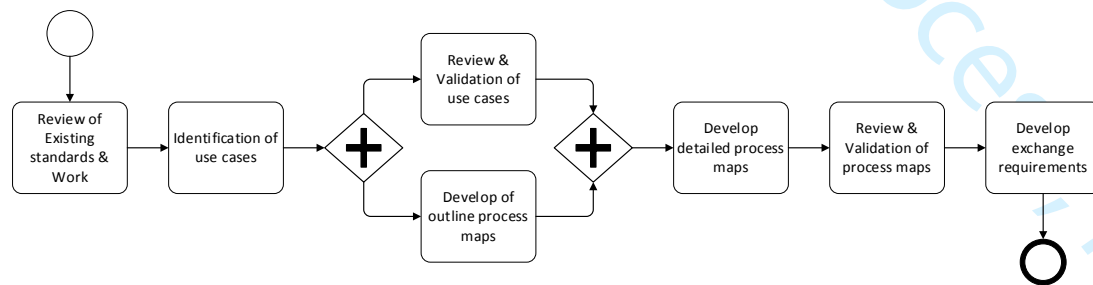 Review of
Existing
standards &
Work
Identification of
use cases
Review &
Validation of
use cases
Develop of
outline process
maps
Develop
detailed process
maps
Review &
Validation of
process maps
Develop
exchange
requirements